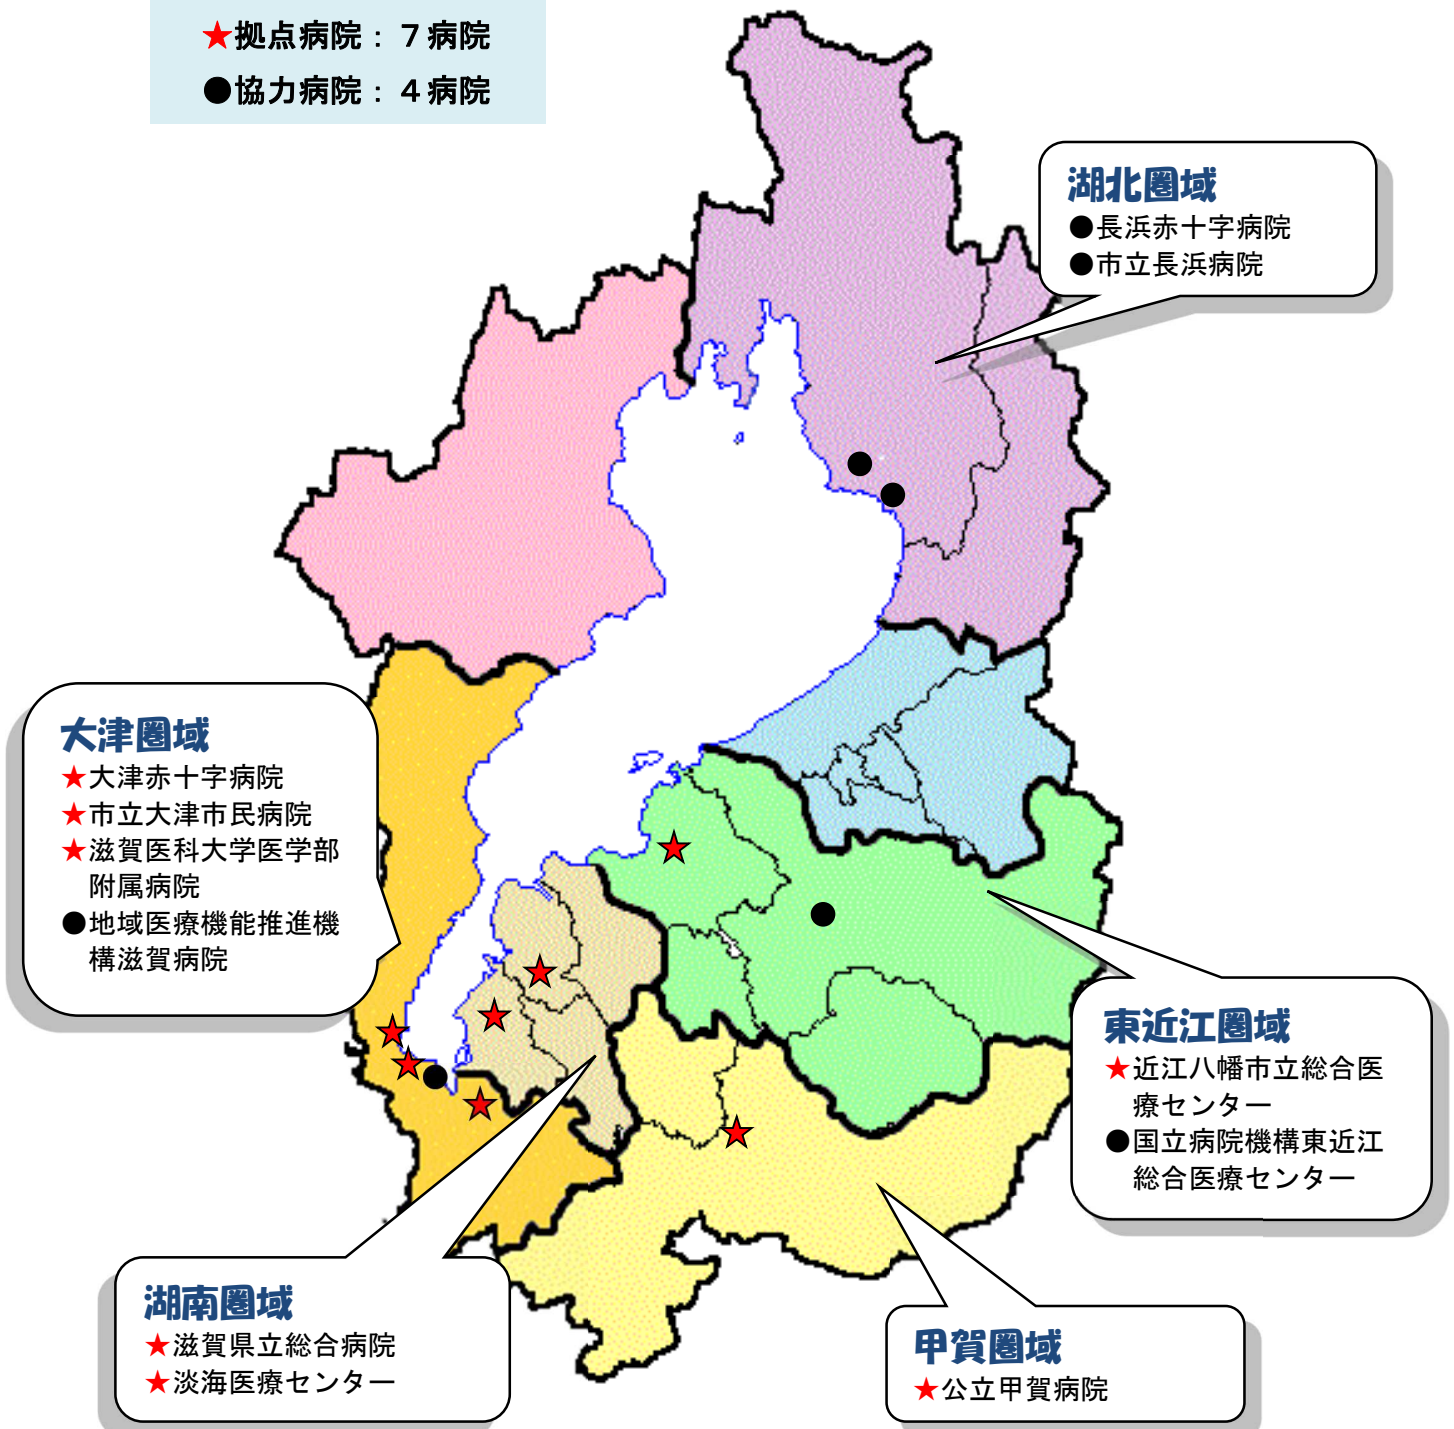 ★拠点病院：７病院
●協力病院：４病院
湖北圏域
●長浜赤十字病院
●市立長浜病院
大津圏域
★大津赤十字病院
★市立大津市民病院
★滋賀医科大学医学部
附属病院
●地域医療機能推進機
構滋賀病院
東近江圏域
★近江八幡市立総合医
療センター
●国立病院機構東近江
総合医療センター
湖南圏域
★滋賀県立総合病院
★淡海医療センター
甲賀圏域
★公立甲賀病院